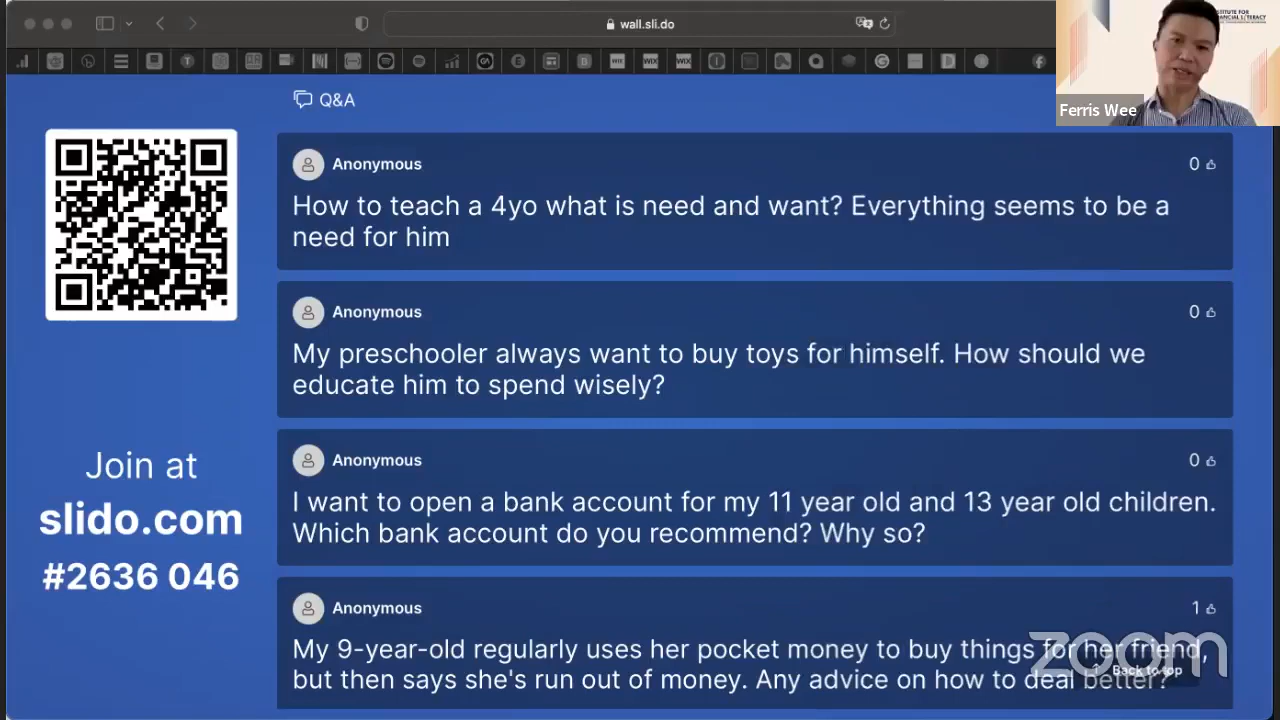 wall.sli.do
STITUTE FOR
Ferris Wee
Q&A
Anonymous
0
How to teach a 4yo what is need and want? Everything seems to be a
need for him
Anonymous
0
My preschooler always want to buy toys for himself. How should we
educate him to spend wisely?
Anonymous
0
I want to open a bank account for my 11 year old and 13 year old children.
Which bank account do you recommend? Why so?
Anonymous
1
My 9-year-old regularly uses her pocket money to buy things for her friend,
but then says she's run out of money. Any advice on how to deal better?
Join at
slido.com
#2636 046
zoom
Back to top